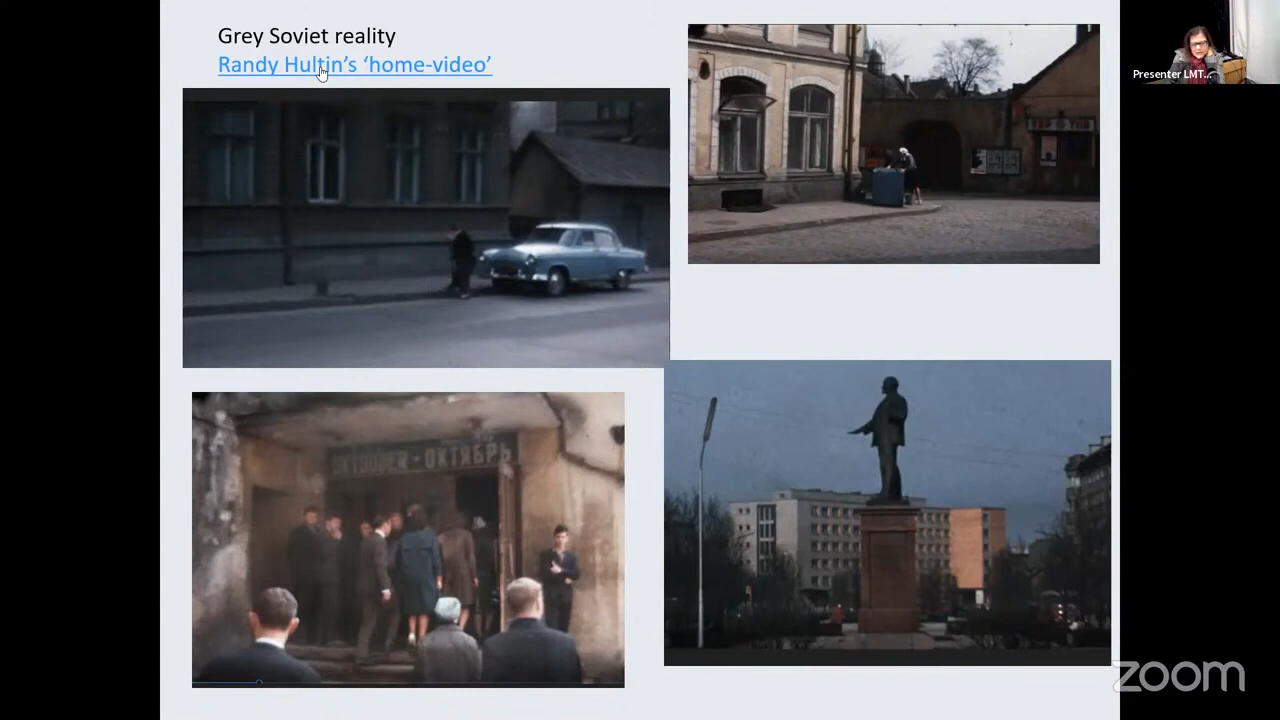 Grey Soviet reality
Randy Hultin's 'home-video'
Presenter LMT...
OKTOOBER - ОКТЯБРЬ
zoom